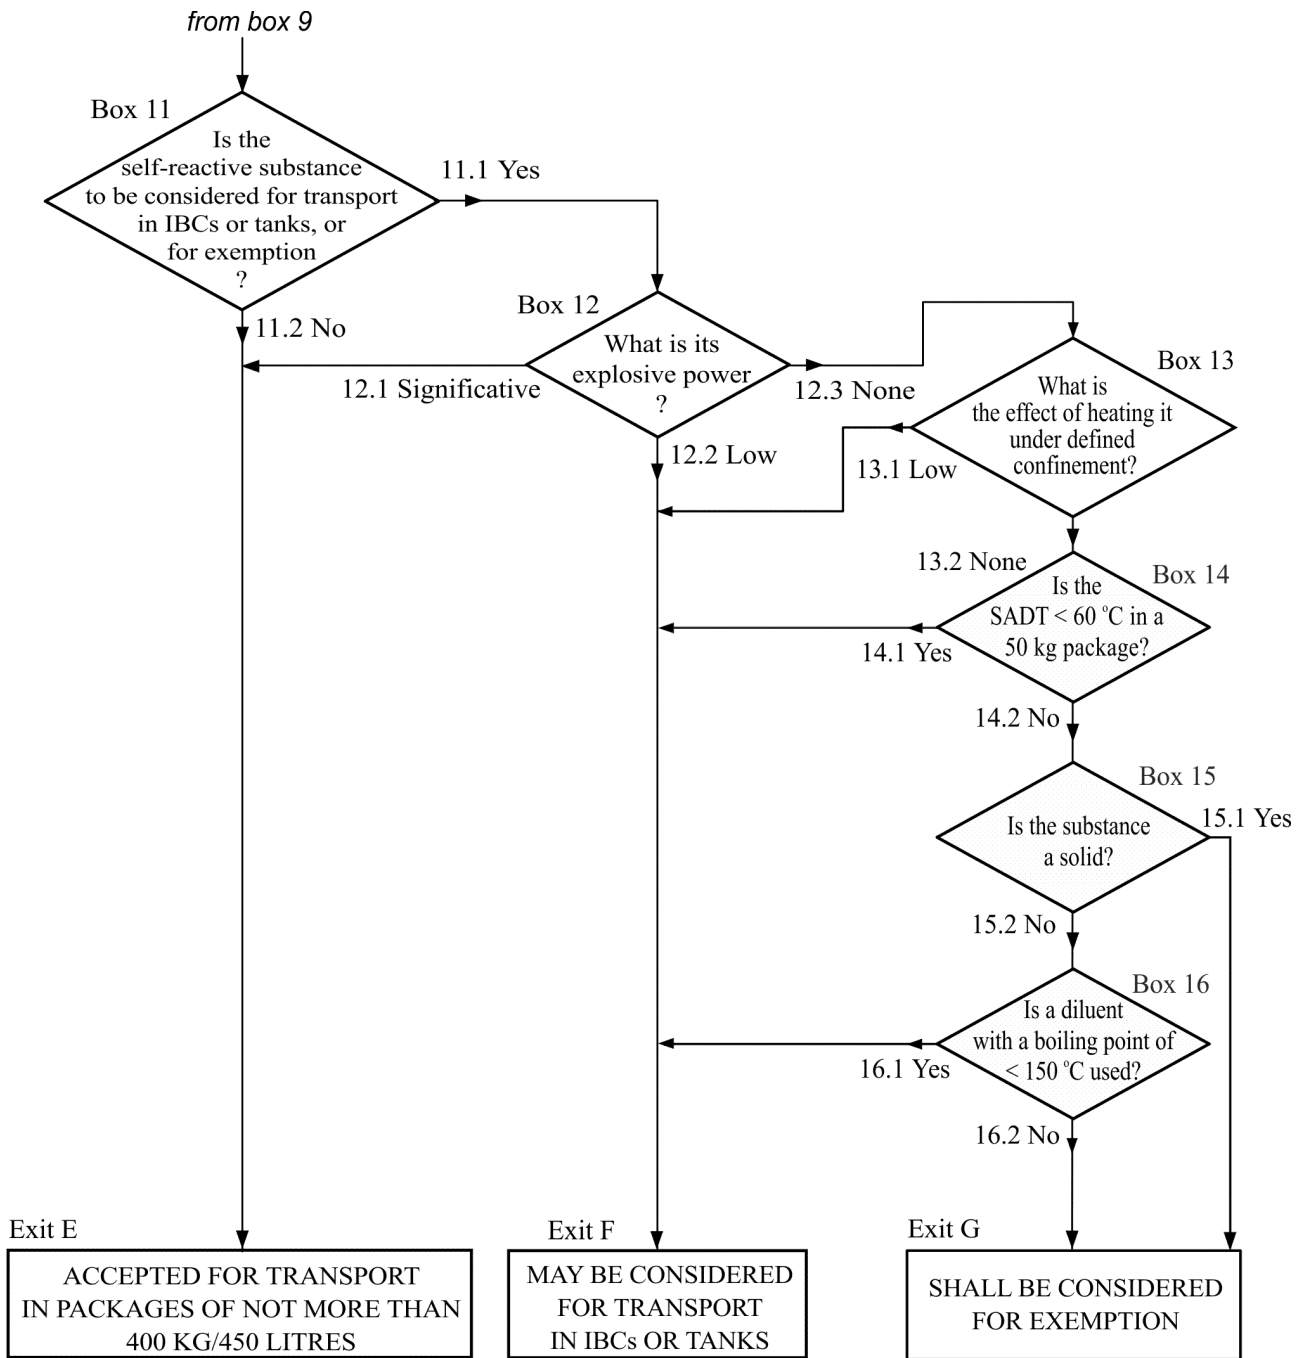 from box 9
Box 11
Is the
self-reactive substance
to be considered for transport
in IBCs or tanks, or
for exemption
?
11.1 Yes
11.2 No
Box 12
What is its
explosive power
?
12.1 Significative
12.3 None
12.2 Low
Box 13
What is
the effect of heating it
under defined
confinement?
13.1 Low
13.2 None
Box 14
Is the
SADT < 60 °C in a
50 kg package?
14.1 Yes
14.2 No
Box 15
Is the substance
a solid?
15.1 Yes
15.2 No
Box 16
Is a diluent
with a boiling point of
< 150 °C used?
16.1 Yes
16.2 No
Exit E
ACCEPTED FOR TRANSPORT
IN PACKAGES OF NOT MORE THAN
400 KG/450 LITRES
Exit F
MAY BE CONSIDERED
FOR TRANSPORT
IN IBCs OR TANKS
Exit G
SHALL BE CONSIDERED
FOR EXEMPTION